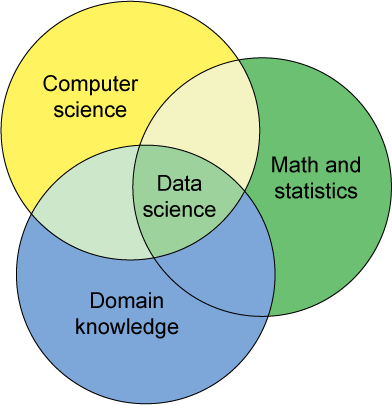 Computer
science
Math and
statistics
Data
science
Domain
knowledge